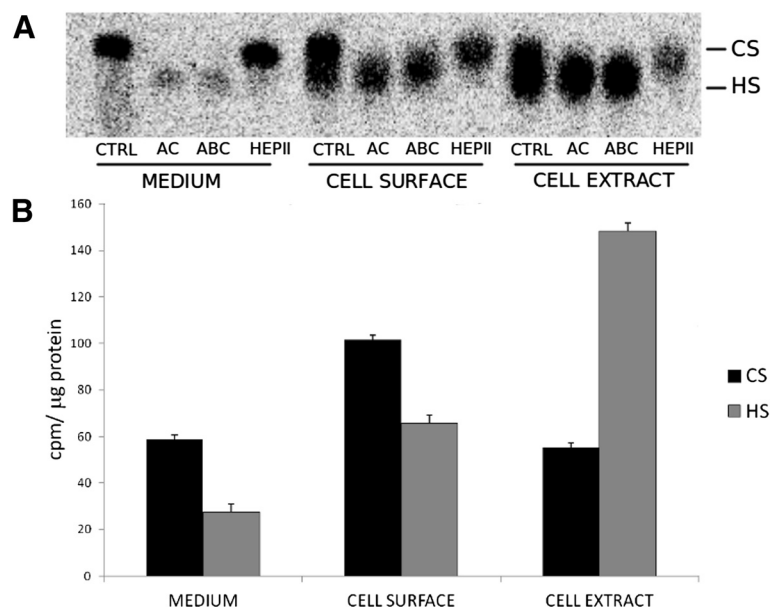 A
CS
HS
CTRL AC ABC HEPII CTRL AC ABC HEPII CTRL AC ABC HEPII
MEDIUM CELL SURFACE CELL EXTRACT
B
160
140
120
100
80
60
40
20
0
cpm/ µg protein
CS
HS
MEDIUM CELL SURFACE CELL EXTRACT